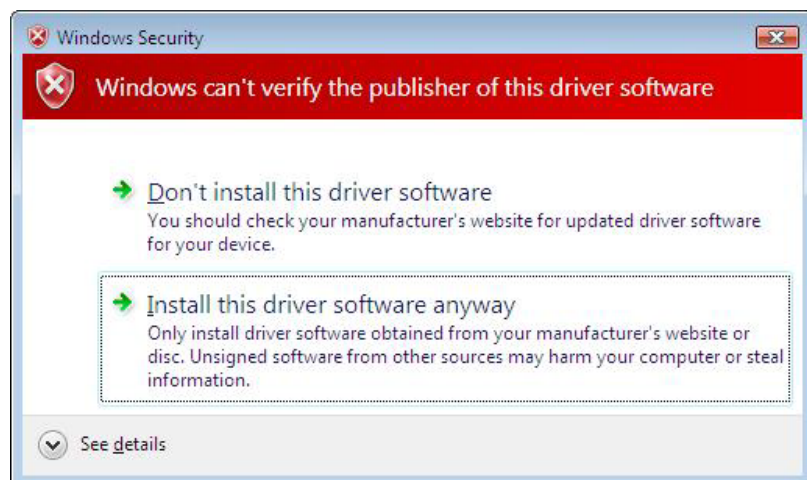 Windows Security
Windows can't verify the publisher of this driver software
Don't install this driver software
You should check your manufacturer's website for updated driver software
for your device.
Install this driver software anyway
Only install driver software obtained from your manufacturer's website or
disc. Unsigned software from other sources may harm your computer or steal
information.
See details